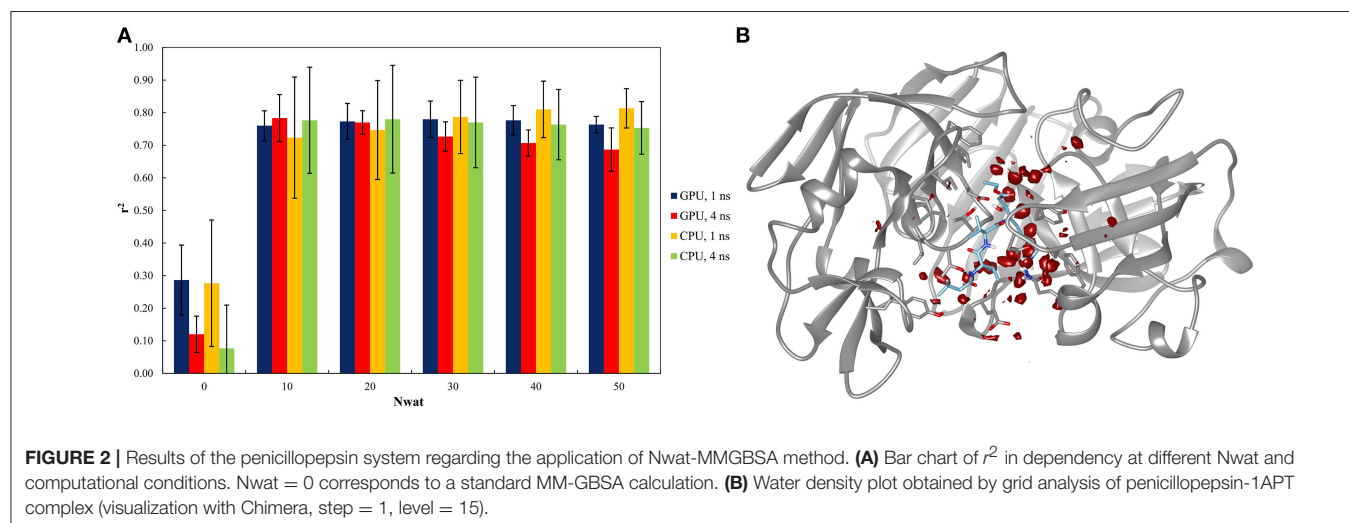 A
B
1.00
0.90
0.80
0.70
0.60
0.50
0.40
0.30
0.20
0.10
0.00
r²
0 10 20 30 40 50
Nwat
GPU, 1 ns
GPU, 4 ns
CPU, 1 ns
CPU, 4 ns
FIGURE 2 | Results of the penicillopepsin system regarding the application of Nwat-MMGBSA method. (A) Bar chart of r² in dependency at different Nwat and
computational conditions. Nwat = 0 corresponds to a standard MM-GBSA calculation. (B) Water density plot obtained by grid analysis of penicillopepsin-1APT
complex (visualization with Chimera, step = 1, level = 15).